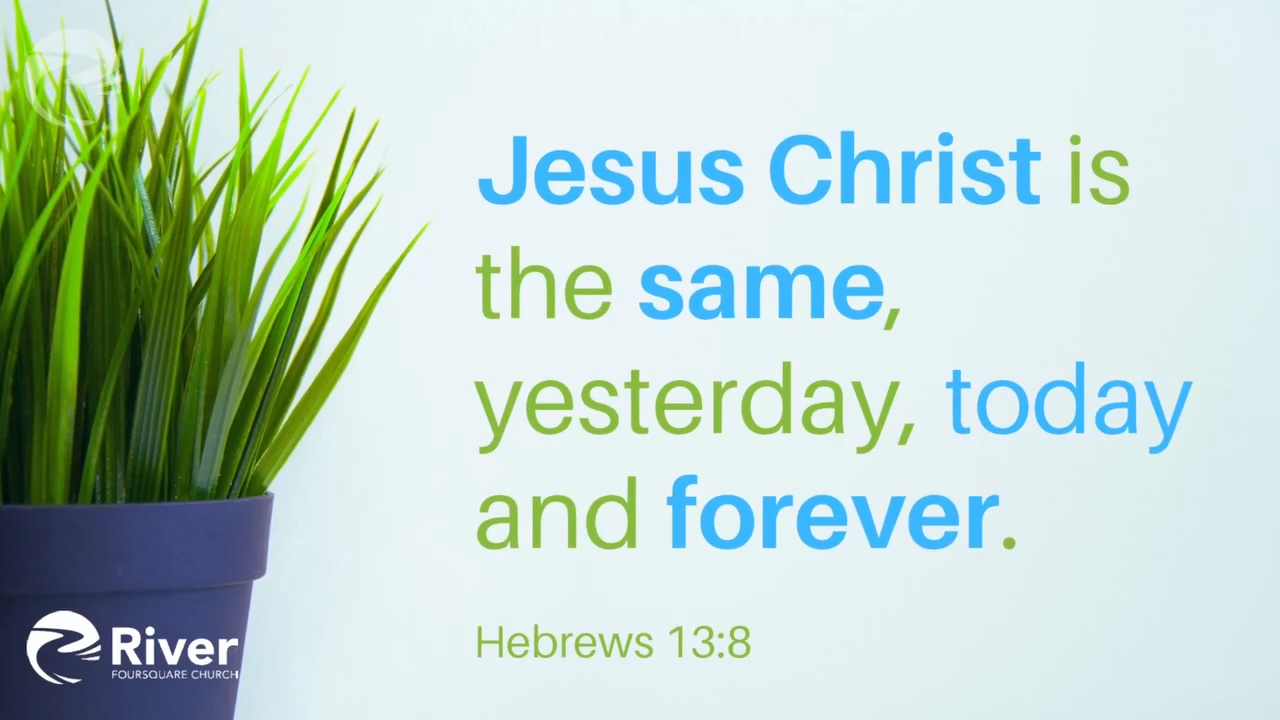 Jesus Christ is
the same,
yesterday, today
and forever.
Hebrews 13:8
River
FOURSQUARE CHURCH